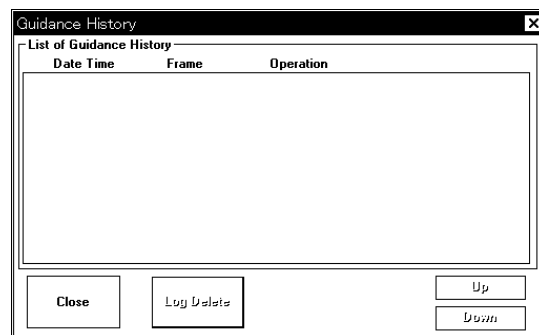 Guidance History
List of Guidance History
Date Time Frame Operation
Close
Log Delete
Up
Down